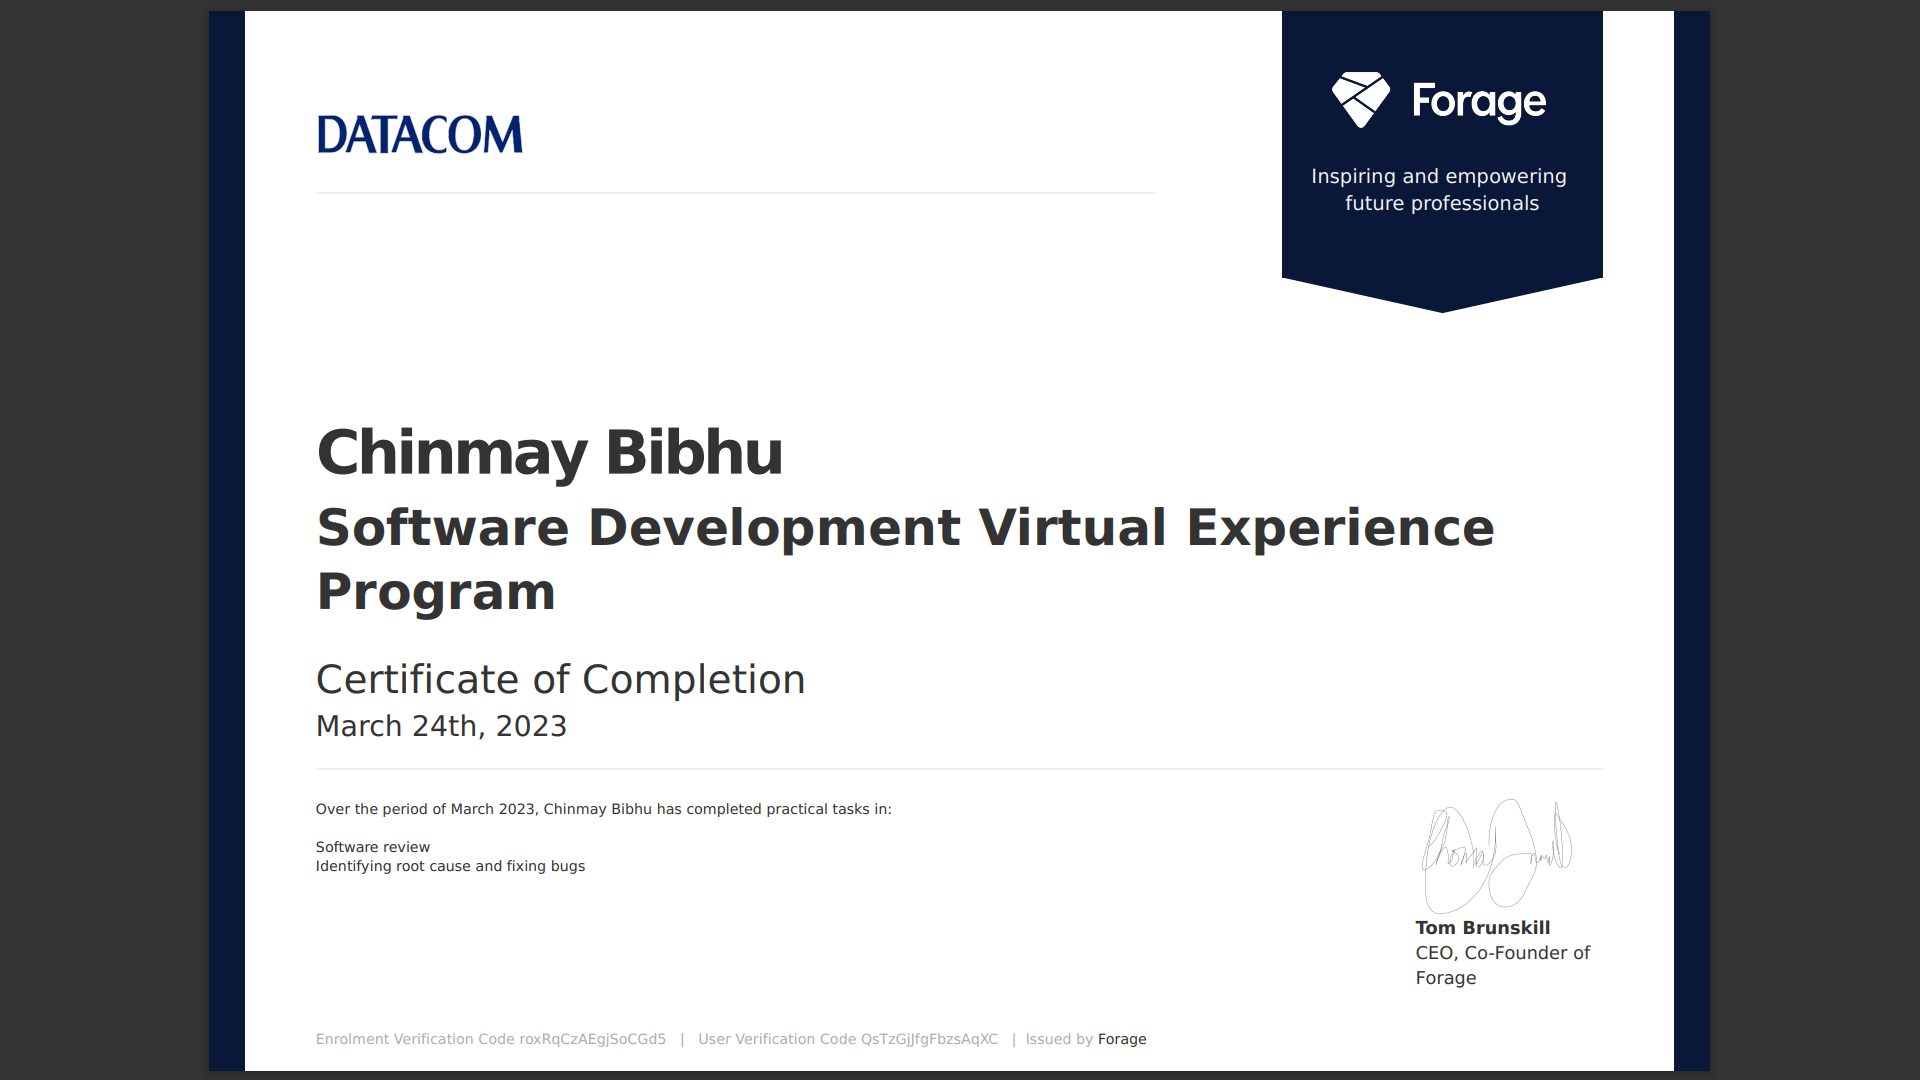 DATACOM
Forage
Inspiring and empowering
future professionals
Chinmay Bibhu
Software Development Virtual Experience
Program
Certificate of Completion
March 24th, 2023
Over the period of March 2023, Chinmay Bibhu has completed practical tasks in:
Software review
Identifying root cause and fixing bugs
Tom Brunskill
CEO, Co-Founder of
Forage
Enrolment Verification Code roxRqCzAEgjSoCGd5 | User Verification Code QsTzGjJfgFbzsAqXC | Issued by Forage